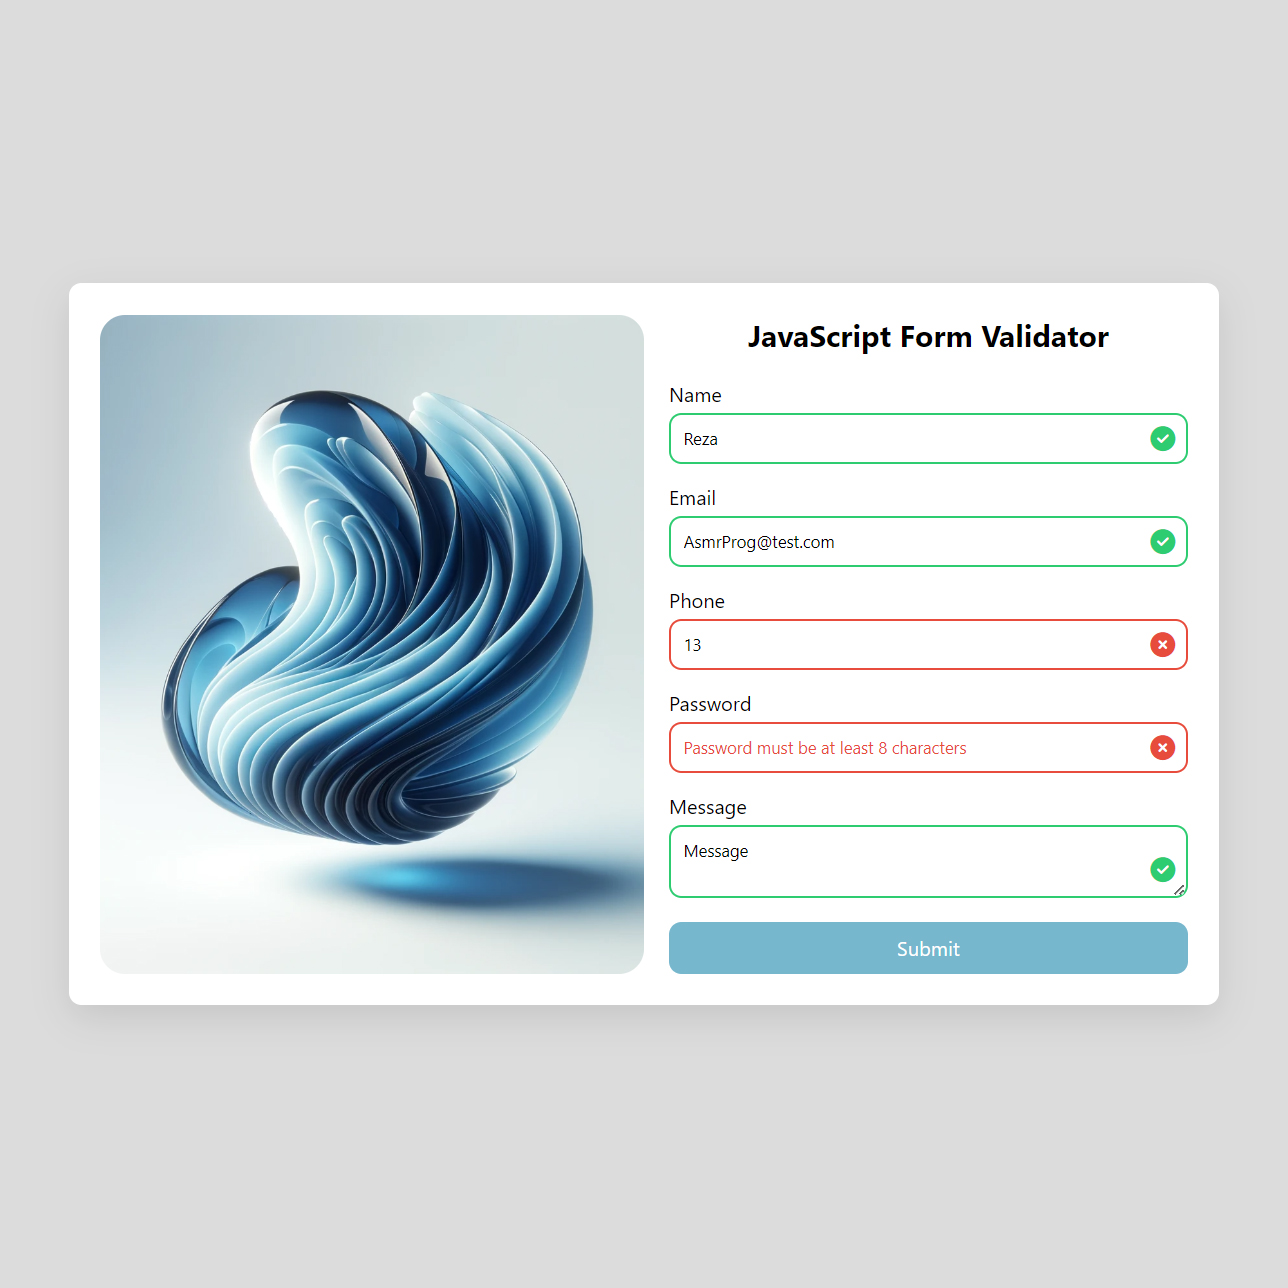 JavaScript Form Validator
Name
Reza
Email
AsmrProg@test.com
Phone
13
Password
Password must be at least 8 characters
Message
Message
Submit